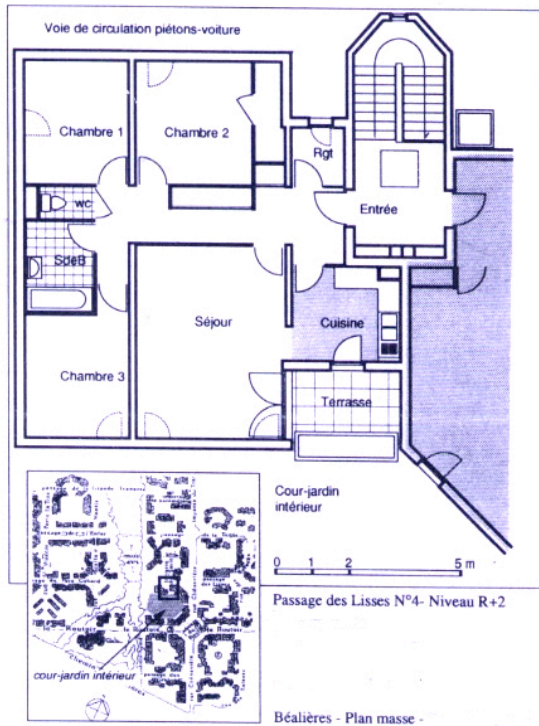 Voie de circulation piétons-voiture
Chambre 1
Chambre 2
Rgt
wc
Entrée
SdeB
Séjour
Cuisine
Chambre 3
Terrasse
Cour-jardin
intérieur
0 1 2 5 m
Passage des Lisses N°4- Niveau R+2
cour-jardin intérieur
Béalières - Plan masse -